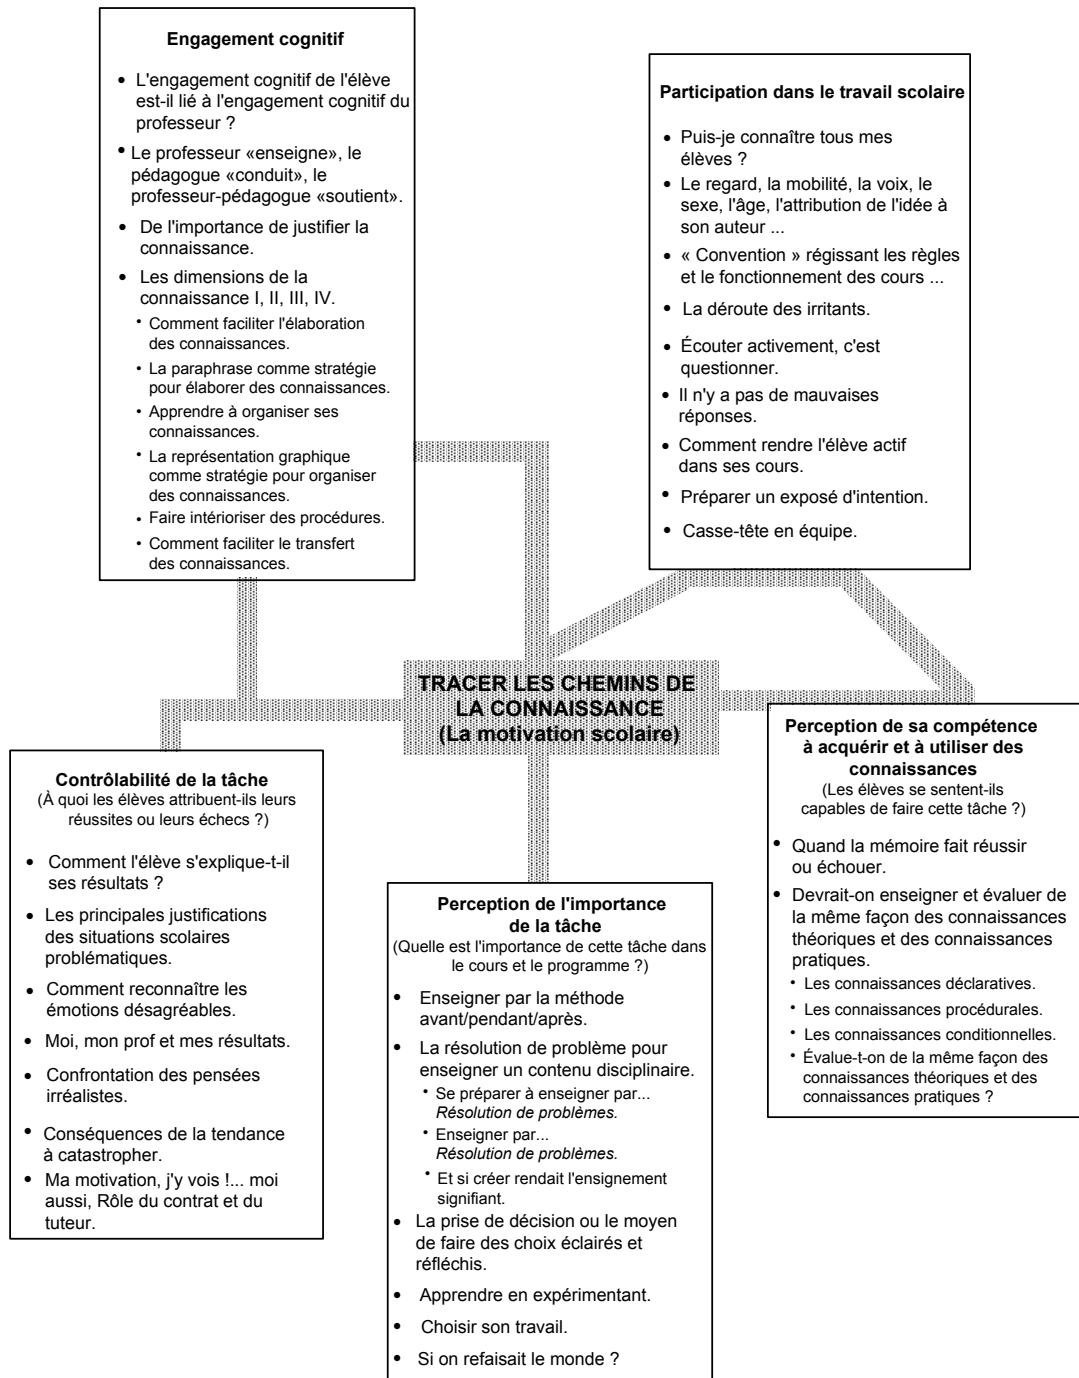 Engagement cognitif
• L'engagement cognitif de l'élève
est-il lié à l'engagement cognitif du
professeur ?
• Le professeur «enseigne», le
pédagogue «conduit», le
professeur-pédagogue «soutient».
• De l'importance de justifier la
connaissance.
• Les dimensions de la
connaissance I, II, III, IV.
• Comment faciliter l'élaboration
des connaissances.
• La paraphrase comme stratégie
pour élaborer des connaissances.
• Apprendre à organiser ses
connaissances.
• La représentation graphique
comme stratégie pour organiser
des connaissances.
• Faire intérioriser des procédures.
• Comment faciliter le transfert
des connaissances.
Participation dans le travail scolaire
• Puis-je connaître tous mes
élèves ?
• Le regard, la mobilité, la voix, le
sexe, l'âge, l'attribution de l'idée à
son auteur ...
• « Convention » régissant les règles
et le fonctionnement des cours ...
• La déroute des irritants.
• Écouter activement, c'est
questionner.
• Il n'y a pas de mauvaises
réponses.
• Comment rendre l'élève actif
dans ses cours.
• Préparer un exposé d'intention.
• Casse-tête en équipe.
TRACER LES CHEMINS DE
LA CONNAISSANCE
(La motivation scolaire)
Contrôlabilité de la tâche
(À quoi les élèves attribuent-ils leurs
réussites ou leurs échecs ?)
• Comment l'élève s'explique-t-il
ses résultats ?
• Les principales justifications
des situations scolaires
problématiques.
• Comment reconnaître les
émotions désagréables.
• Moi, mon prof et mes résultats.
• Confrontation des pensées
irréalistes.
• Conséquences de la tendance
à catastropher.
• Ma motivation, j'y vois !... moi
aussi, Rôle du contrat et du
tuteur.
Perception de l'importance
de la tâche
(Quelle est l'importance de cette tâche dans
le cours et le programme ?)
• Enseigner par la méthode
avant/pendant/après.
• La résolution de problème pour
enseigner un contenu disciplinaire.
• Se préparer à enseigner par...
Résolution de problèmes.
• Enseigner par...
Résolution de problèmes.
• Et si créer rendait l'ensignement
signifiant.
• La prise de décision ou le moyen
de faire des choix éclairés et
réfléchis.
• Apprendre en expérimentant.
• Choisir son travail.
• Si on refaisait le monde ?
Perception de sa compétence
à acquérir et à utiliser des
connaissances
(Les élèves se sentent-ils
capables de faire cette tâche ?)
• Quand la mémoire fait réussir
ou échouer.
• Devrait-on enseigner et évaluer de
la même façon des connaissances
théoriques et des connaissances
pratiques.
• Les connaissances déclaratives.
• Les connaissances procédurales.
• Les connaissances conditionnelles.
• Évalue-t-on de la même façon des
connaissances théoriques et des
connaissances pratiques ?